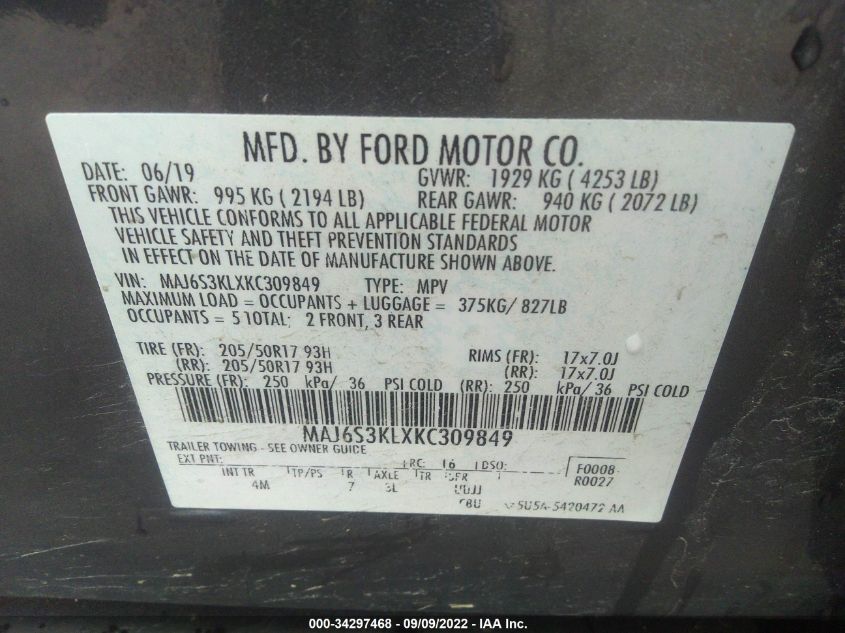 MFD. BY FORD MOTOR CO.
DATE: 06/19 GVWR: 1929 KG ( 4253 LB)
FRONT GAWR: 995 KG ( 2194 LB) REAR GAWR: 940 KG ( 2072 LB)
THIS VEHICLE CONFORMS TO ALL APPLICABLE FEDERAL MOTOR
VEHICLE SAFETY AND THEFT PREVENTION STANDARDS
IN EFFECT ON THE DATE OF MANUFACTURE SHOWN ABOVE.
VIN: MAJ6S3KLXKC309849 TYPE: MPV
MAXIMUM LOAD = OCCUPANTS + LUGGAGE = 375KG/ 827LB
OCCUPANTS = 5 TOTAL; 2 FRONT, 3 REAR
TIRE (FR): 205/50R17 93H RIMS (FR): 17x7.0J
(RR): 205/50R17 93H (RR): 17x7.0J
PRESSURE (FR): 250 kPa/ 36 PSI COLD (RR): 250 kPa/ 36 PSI COLD
MAJ6S3KLXKC309849
TRAILER TOWING - SEE OWNER GUIDE
EXT PNT: RC: 16 DSO: F0008
R0027
INT TR TP/PS R AXLE TR SPR
4M 7 3L UBJJ
5U5A-5420472-AA
000-34297468 - 09/09/2022 - IAA Inc.